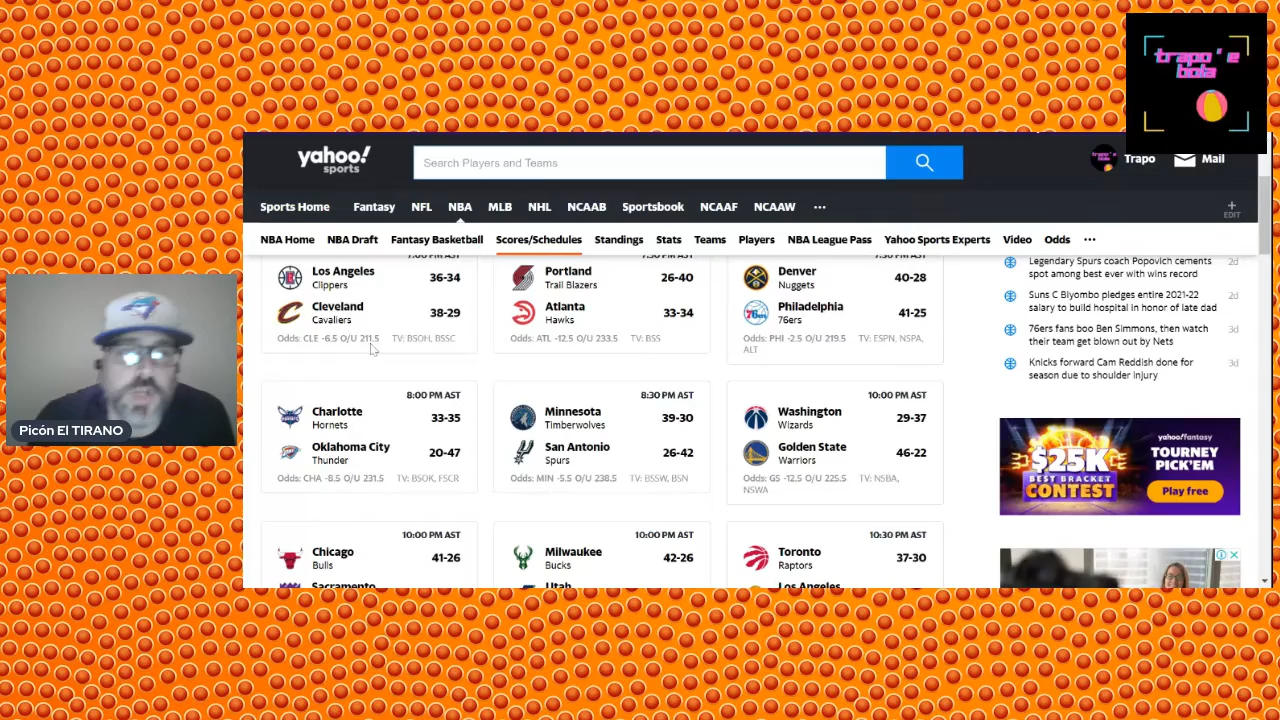 trapo'e
bola
yahoo!
sports
Search Players and Teams
Trapo
Mail
Sports Home Fantasy NFL NBA MLB NHL NCAAB Sportsbook NCAAF NCAAW ...
EDIT
NBA Home NBA Draft Fantasy Basketball Scores/Schedules Standings Stats Teams Players NBA League Pass Yahoo Sports Experts Video Odds ...
Los Angeles
Clippers
36-34
Cleveland
Cavaliers
38-29
Odds: CLE -6.5 O/U 211.5 TV: BSOH, BSSC
Portland
Trail Blazers
26-40
Atlanta
Hawks
33-34
Odds: ATL -12.5 O/U 233.5 TV: BSS
Denver
Nuggets
40-28
Philadelphia
76ers
41-25
Odds: PHI -2.5 O/U 219.5 TV: ESPN, NSPA,
ALT
8:00 PM AST
Charlotte
Hornets
33-35
Oklahoma City
Thunder
20-47
Odds: CHA -8.5 O/U 231.5 TV: BSOK, FSCR
8:30 PM AST
Minnesota
Timberwolves
39-30
San Antonio
Spurs
26-42
Odds: MIN -5.5 O/U 238.5 TV: BSSW, BSN
10:00 PM AST
Washington
Wizards
29-37
Golden State
Warriors
46-22
Odds: GS -12.5 O/U 225.5 TV: NSBA,
NSWA
10:00 PM AST
Chicago
Bulls
41-26
Sacramento
10:00 PM AST
Milwaukee
Bucks
42-26
Utah
10:30 PM AST
Toronto
Raptors
37-30
Los Angeles
Legendary Spurs coach Popovich cements
spot among best ever with wins record
2d
Suns C Biyombo pledges entire 2021-22
salary to build hospital in honor of late dad
2d
76ers fans boo Ben Simmons, then watch
their team get blown out by Nets
3d
Knicks forward Cam Reddish done for
season due to shoulder injury
3d
$25K
BEST BRACKET
CONTEST
yahoo!fantasy
TOURNEY
PICK'EM
Play free
Picón El TIRANO